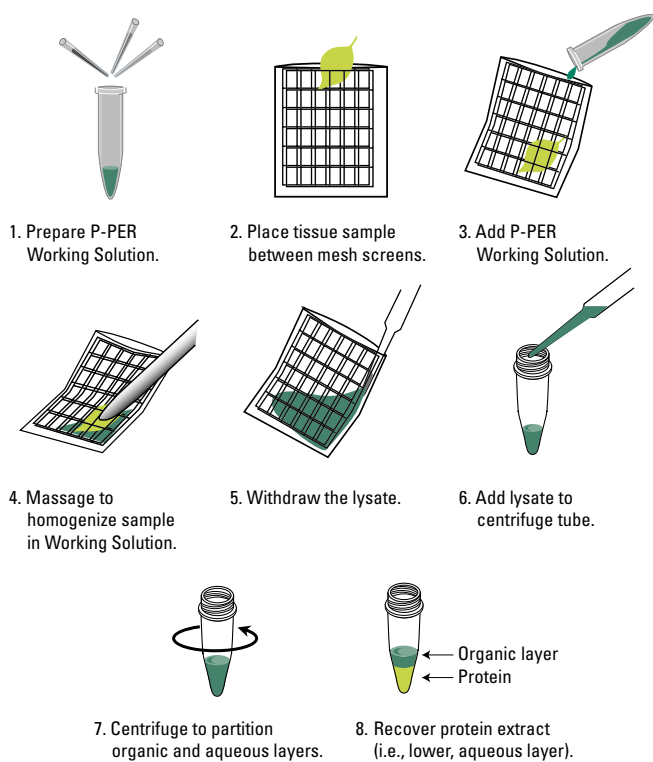 1. Prepare P-PER
Working Solution.
2. Place tissue sample
between mesh screens.
3. Add P-PER
Working Solution.
4. Massage to
homogenize sample
in Working Solution.
5. Withdraw the lysate.
6. Add lysate to
centrifuge tube.
Organic layer
Protein
7. Centrifuge to partition
organic and aqueous layers.
8. Recover protein extract
(i.e., lower, aqueous layer).